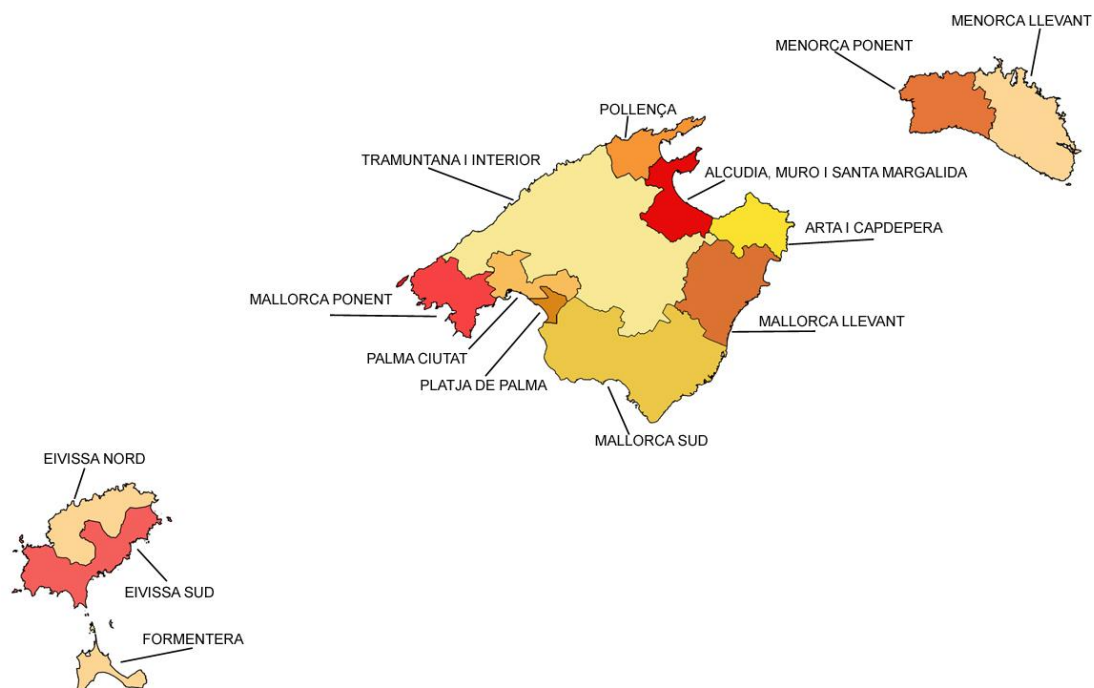 MENORCA LLEVANT
MENORCA PONENT
POLLENÇA
TRAMUNTANA I INTERIOR
ALCUDIA, MURO I SANTA MARGALIDA
ARTA I CAPDEPERA
MALLORCA PONENT
MALLORCA LLEVANT
PALMA CIUTAT
PLATJA DE PALMA
MALLORCA SUD
EIVISSA NORD
EIVISSA SUD
FORMENTERA